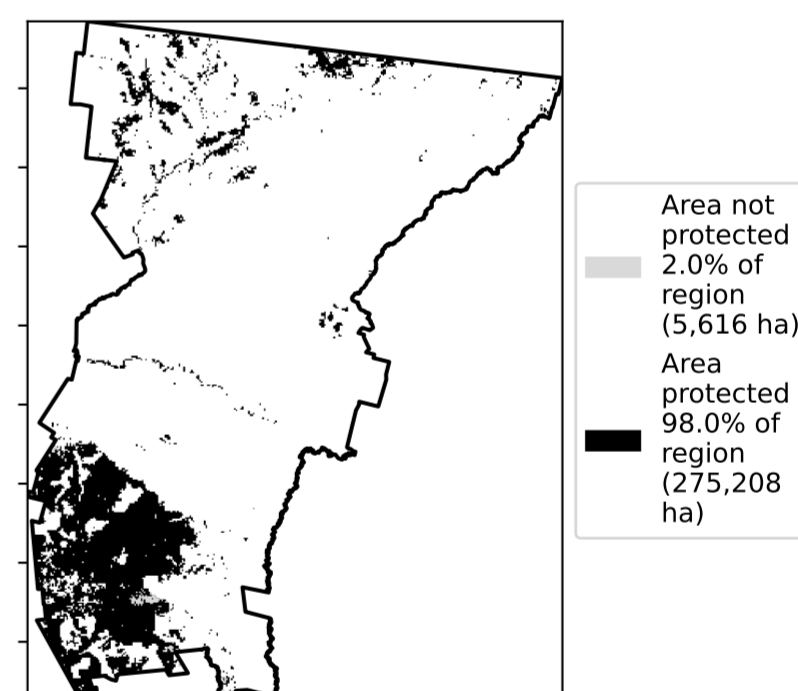 Area not
protected
2.0% of
region
(5,616 ha)
Area
protected
98.0% of
region
(275,208
ha)